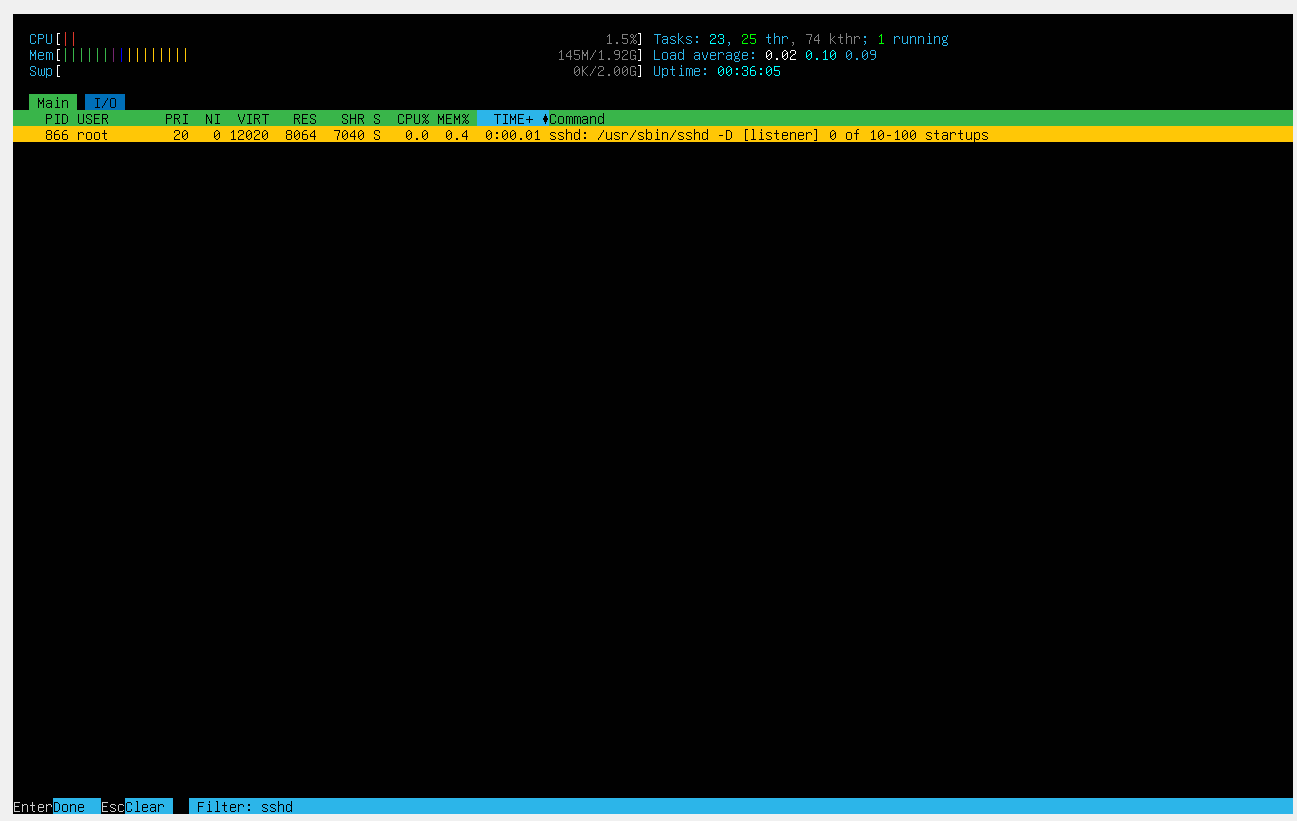 CPU[|| 1.5%] Tasks: 23, 25 thr, 74 kthr; 1 running
Mem[|||||||||||||||| 145M/1.92G] Load average: 0.02 0.10 0.09
Swp[ 0K/2.00G] Uptime: 00:36:05
Main I/O
PID USER PRI NI VIRT RES SHR S CPU% MEM% TIME+ Command
866 root 20 0 12020 8064 7040 S 0.0 0.4 0:00.01 sshd: /usr/sbin/sshd -D [listener] 0 of 10-100 startups
EnterDone EscClear Filter: sshd